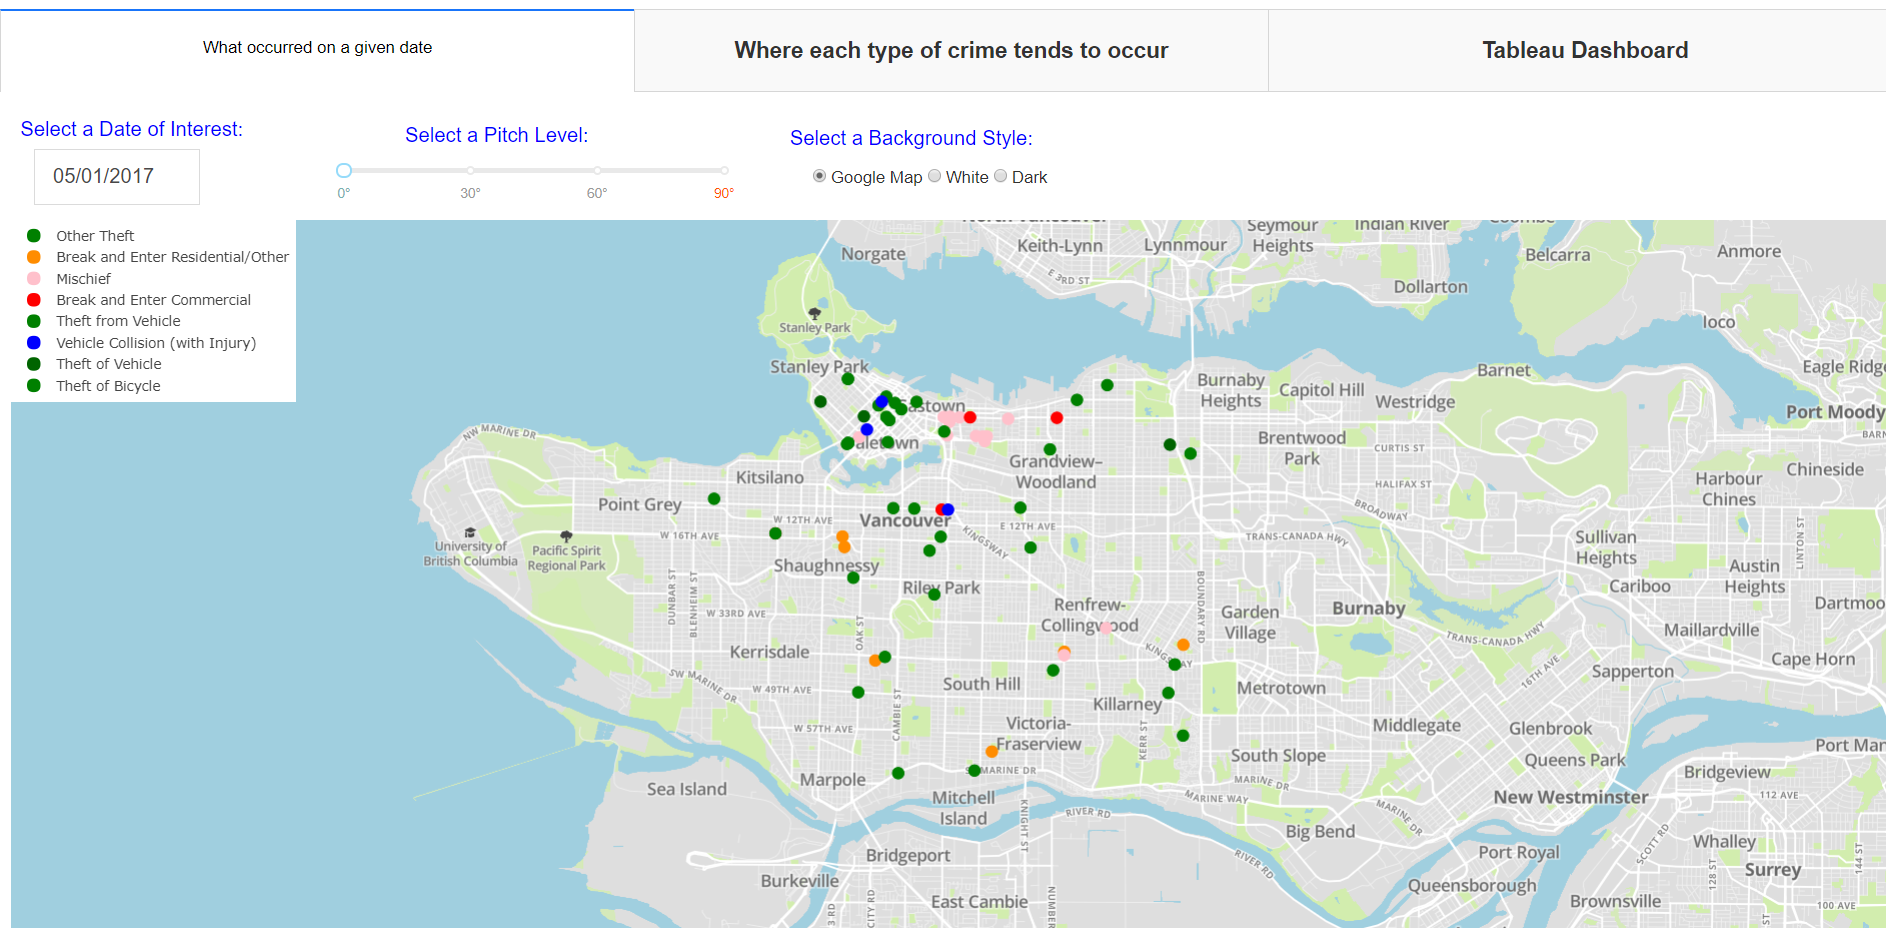 What occurred on a given date
Where each type of crime tends to occur
Tableau Dashboard
Select a Date of Interest:
Select a Pitch Level:
Select a Background Style:
05/01/2017
0°
30°
60°
90°
Google Map
White
Dark
Other Theft
Break and Enter Residential/Other
Mischief
Break and Enter Commercial
Theft from Vehicle
Vehicle Collision (with Injury)
Theft of Vehicle
Theft of Bicycle
Norgate
Keith-Lynn
Lynnmour
Seymour
Heights
Indian River
Belcarra
Anmore
E 3RD ST
Dollarton
Ioco
Stanley Park
Stanley Park
Burnaby
Heights
Capitol Hill
Barnet
Westridge
Eagle Ridge
Port Moody
BARN
NW MARINE DR
Brentwood
Park
CURTIS ST
Kitsilano
Grandview–
Woodland
HALIFAX ST
Harbour
Chines
Chineside
Point Grey
BROADWAY
W 12TH AVE
Vancouver
E 12TH AVE
W 16TH AVE
KINGSWAY
TRANS-CANADA HWY
Sullivan
Heights
LINTON ST
University of
British Columbia
Pacific Spirit
Regional Park
Shaughnessy
Riley Park
Austin
Heights
Cariboo
DUNBAR ST
BLENHEIM ST
W 33RD AVE
OAK ST
Renfrew-
Collingwood
BOUNDARY RD
Garden
Village
Burnaby
Dartmoo
TRANS-CANADA HWY
Maillardville
Kerrisdale
Cape Horn
Sapperton
16TH AVE
SW MARINE DR
W 49TH AVE
South Hill
Killarney
Metrotown
CAMBIE ST
W 57TH AVE
Victoria-
Fraserview
KERR ST
Middlegate
Glenbrook
South Slope
Queens Park
Port Man
Marpole
MARINE DR
MARINE DR
Bridgeview
Sea Island
Mitchell
Island
MARINE WAY
New Westminster
112 AVE
KNIGHT ST
RIVER RD
MARINE DR
Big Bend
SCOTT RD
Whalley
144 ST
Bridgeport
RIVER RD
Port Royal
Burkeville
Queensborough
128 ST
Surrey
East Cambie
Brownsville
100 AVE
3 RD
CITY RD
NUMBE
ST